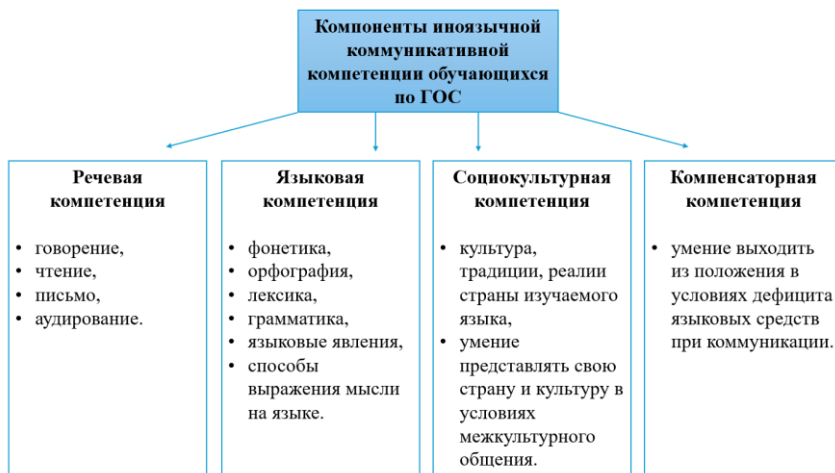 Компоненты иноязычной
коммуникативной
компетенции обучающихся
по ГОС
Речевая
компетенция
• говорение,
• чтение,
• письмо,
• аудирование.
Языковая
компетенция
• фонетика,
• орфография,
• лексика,
• грамматика,
• языковые явления,
• способы
выражения мысли
на языке.
Социокультурная
компетенция
• культура,
традиции, реалии
страны изучаемого
языка,
• умение
представлять свою
страну и культуру в
условиях
межкультурного
общения.
Компенсаторная
компетенция
• умение выходить
из положения в
условиях дефицита
языковых средств
при коммуникации.